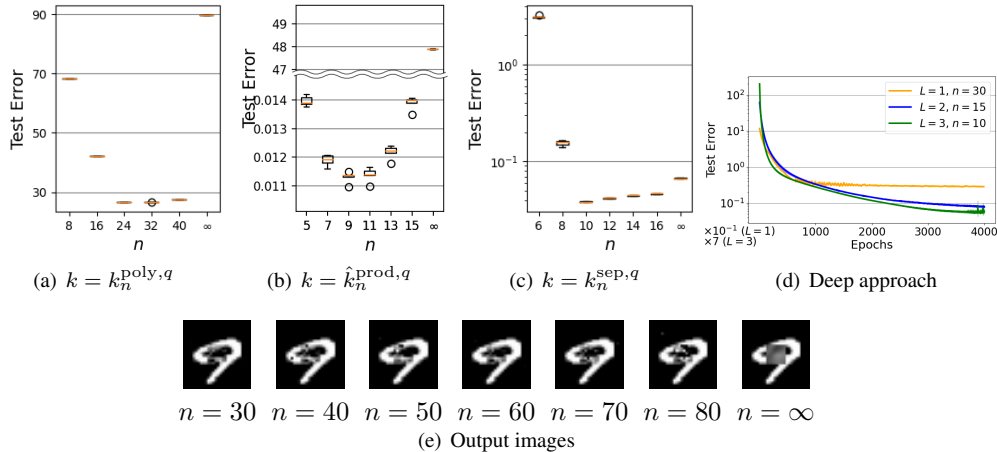 90
70
50
30
Test Error
8 16 24 32 40 ∞
n
(a) k = k_n^{poly,q}
49
48
47
0.014
0.013
0.012
0.011
Test Error
5 7 9 11 13 15 ∞
n
(b) k = k̂_n^{prod,q}
10^0
10^{-1}
Test Error
6 8 10 12 14 16 ∞
n
(c) k = k_n^{sep,q}
10^2
10^1
10^0
10^{-1}
Test Error
L = 1, n = 30
L = 2, n = 15
L = 3, n = 10
×10^{-1} (L = 1)
×7 (L = 3)
1000 2000 3000 4000
Epochs
(d) Deep approach
n = 30 n = 40 n = 50 n = 60 n = 70 n = 80 n = ∞
(e) Output images